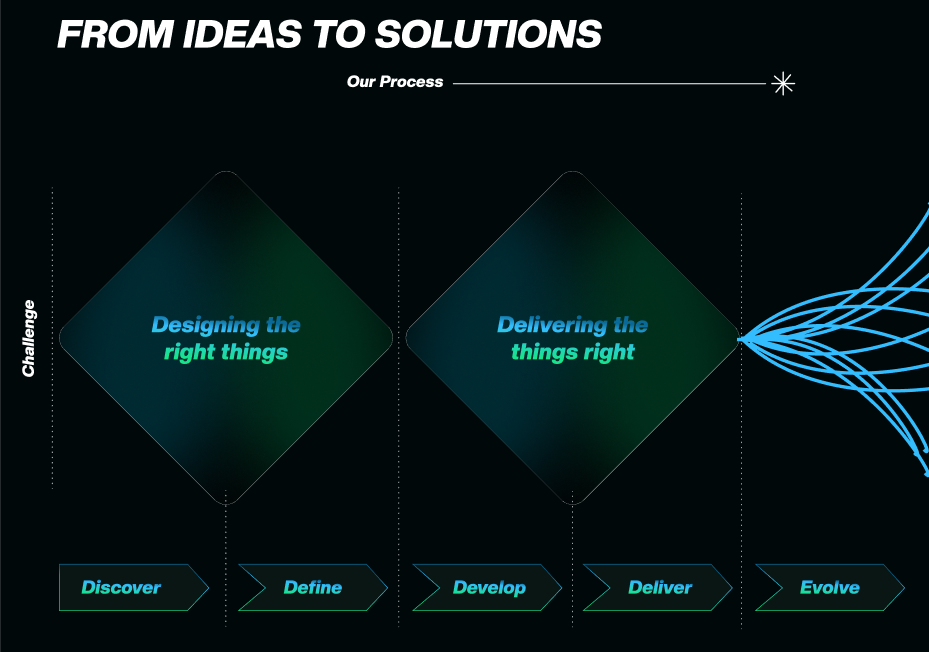 FROM IDEAS TO SOLUTIONS
Our Process
Challenge
Designing the
right things
Delivering the
things right
Discover
Define
Develop
Deliver
Evolve